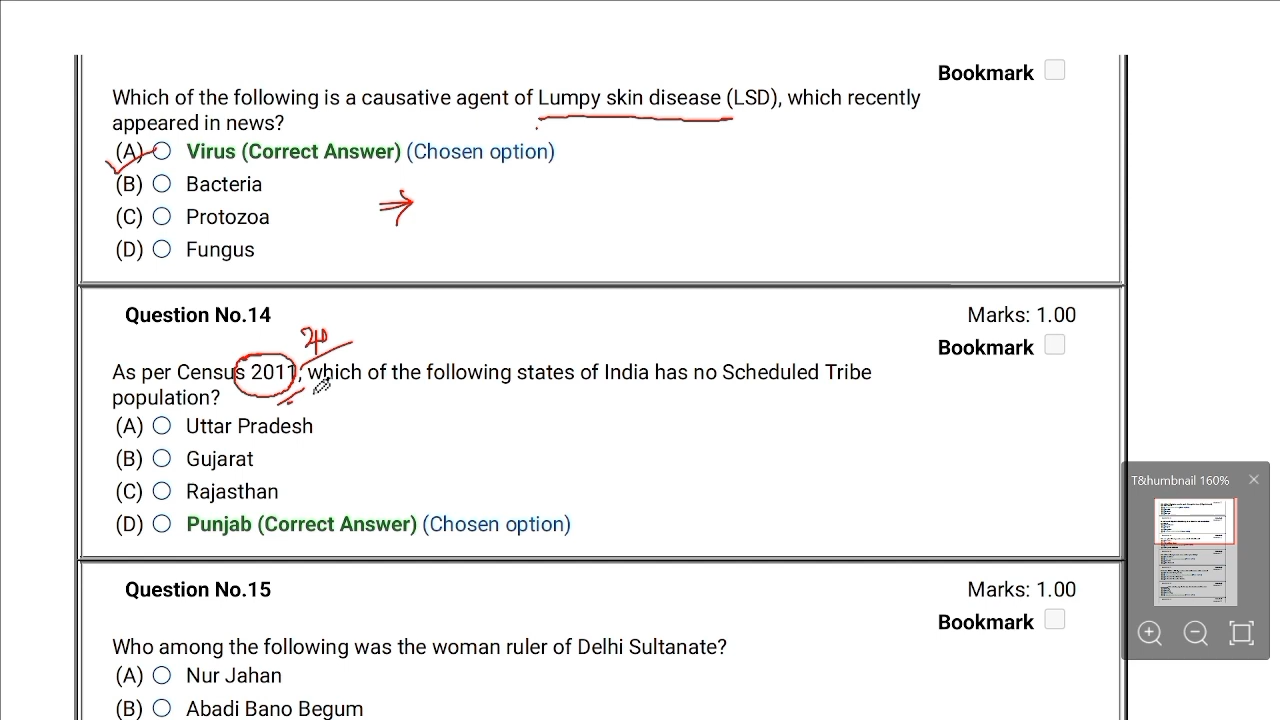 Bookmark
Which of the following is a causative agent of Lumpy skin disease (LSD), which recently
appeared in news?
(A) Virus (Correct Answer) (Chosen option)
(B) Bacteria
(C) Protozoa
(D) Fungus
Question No.14 Marks: 1.00
Bookmark
As per Census 2011, which of the following states of India has no Scheduled Tribe
population?
(A) Uttar Pradesh
(B) Gujarat
(C) Rajasthan
(D) Punjab (Correct Answer) (Chosen option)
T&humbnail 160%
Question No.15 Marks: 1.00
Bookmark
Who among the following was the woman ruler of Delhi Sultanate?
(A) Nur Jahan
(B) Abadi Bano Begum